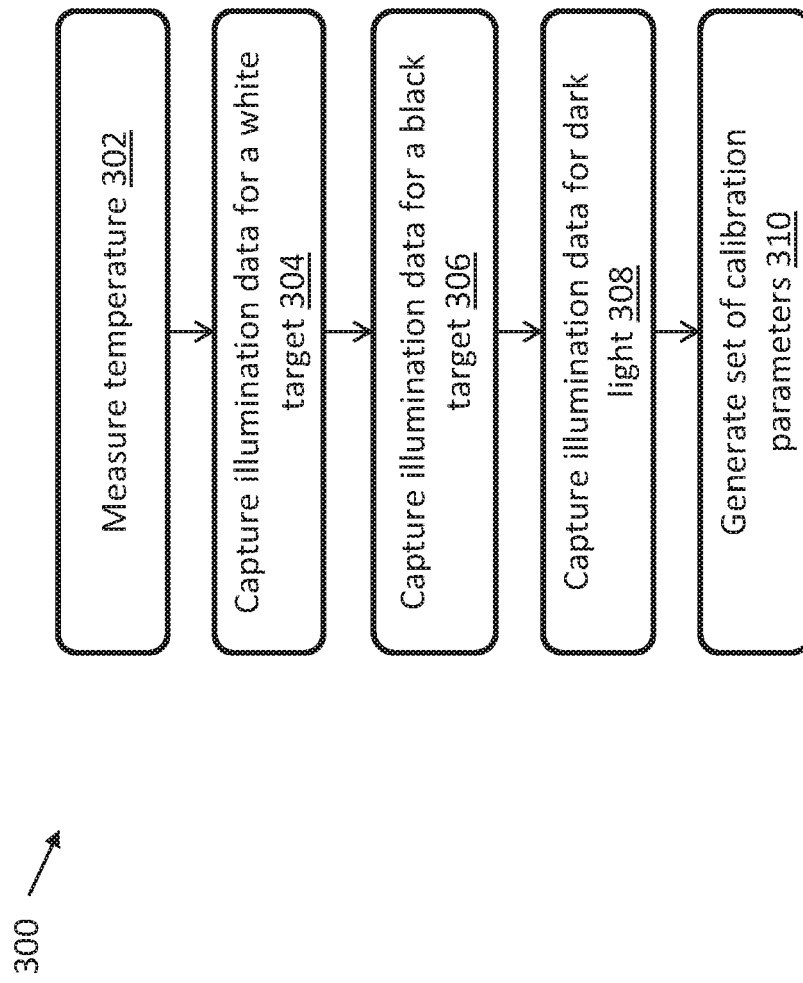 300
Measure temperature 302
Capture illumination data for a white
target 304
Capture illumination data for a black
target 306
Capture illumination data for dark
light 308
Generate set of calibration
parameters 310